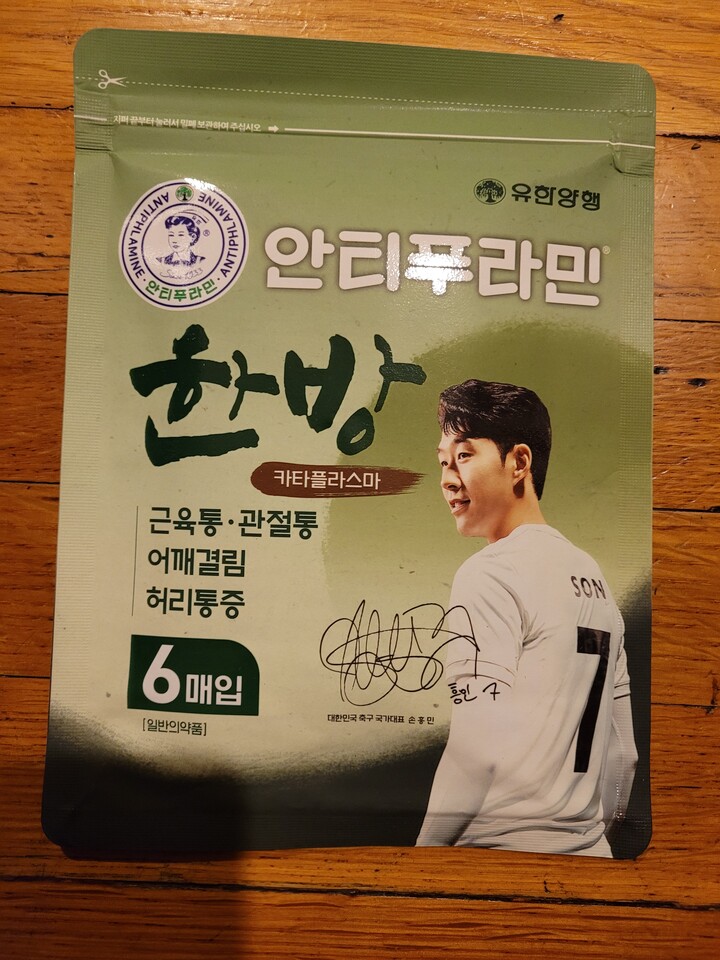 지퍼 끝부터 눌러서 밀폐 보관하여 주십시오
유한양행
ANTIPHLAMINE · 안티푸라민 · ANTIPHLAMINE
Since 1933
®
안티푸라민®
한방
카타플라스마
근육통·관절통
어깨결림
허리통증
6매입
[일반의약품]
흥민 7
대한민국 축구 국가대표 손흥민
SON
7